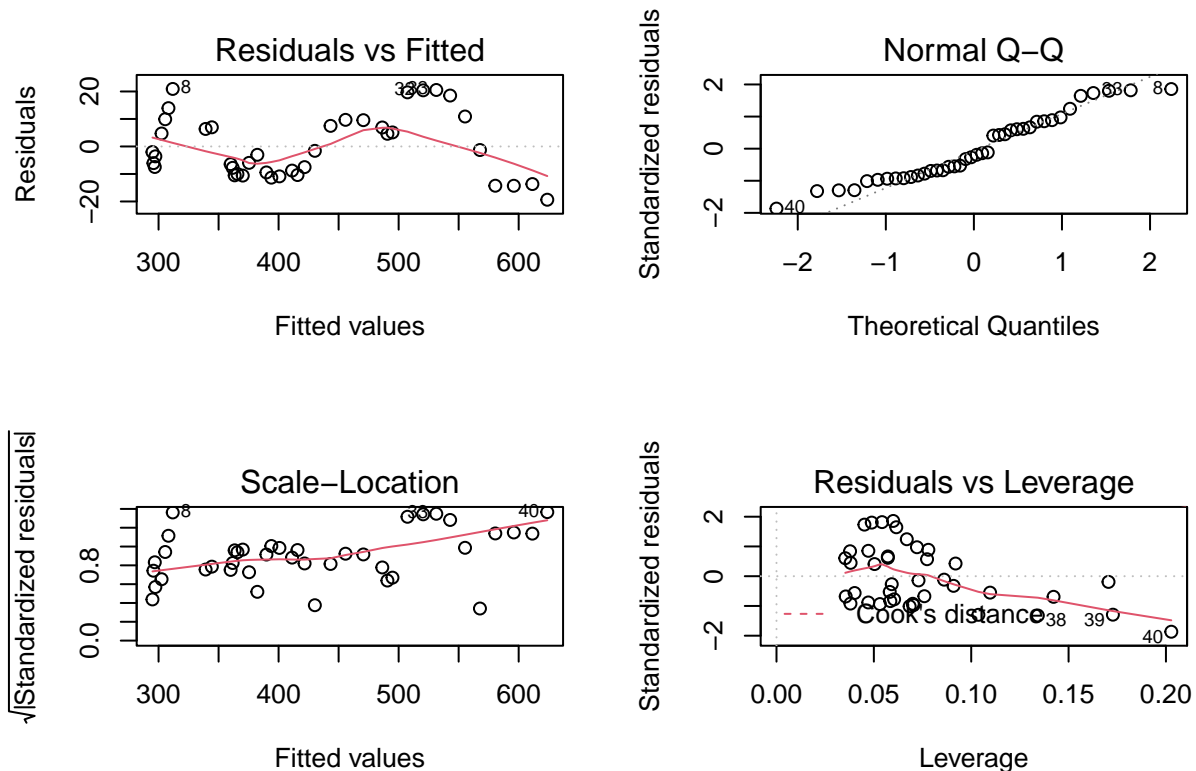 Residuals vs Fitted
Residuals
20
0
−20
8
300
400
500
600
Fitted values
Normal Q−Q
Standardized residuals
2
0
−2
8
40
−2
−1
0
1
2
Theoretical Quantiles
Scale−Location
√|Standardized residuals|
0.8
0.0
8
40
300
400
500
600
Fitted values
Residuals vs Leverage
Standardized residuals
2
0
−2
Cook's distance
38
39
40
0.00
0.05
0.10
0.15
0.20
Leverage